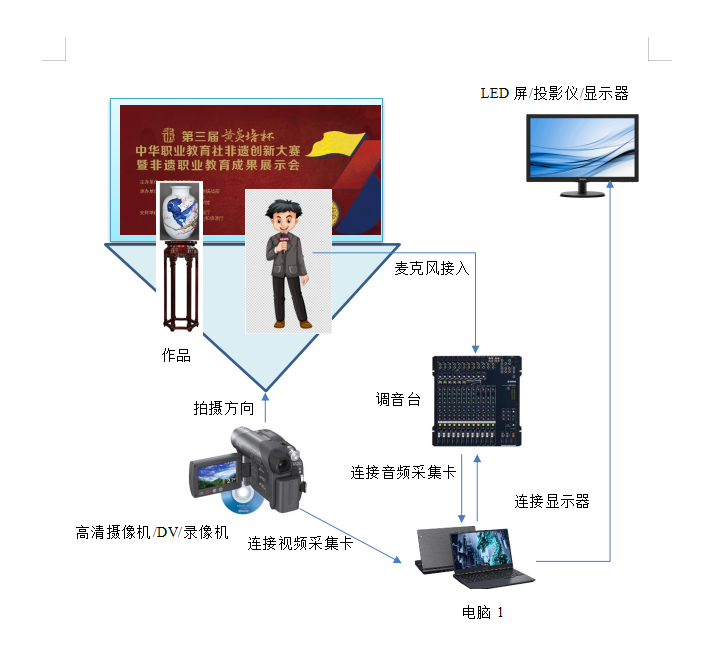 LED 屏/投影仪/显示器
第三届黄炎培杯
中华职业教育社非遗创新大赛
暨非遗职业教育成果展示会
麦克风接入
作品
调音台
拍摄方向
连接音频采集卡
连接显示器
高清摄像机/DV/录像机
连接视频采集卡
电脑 1